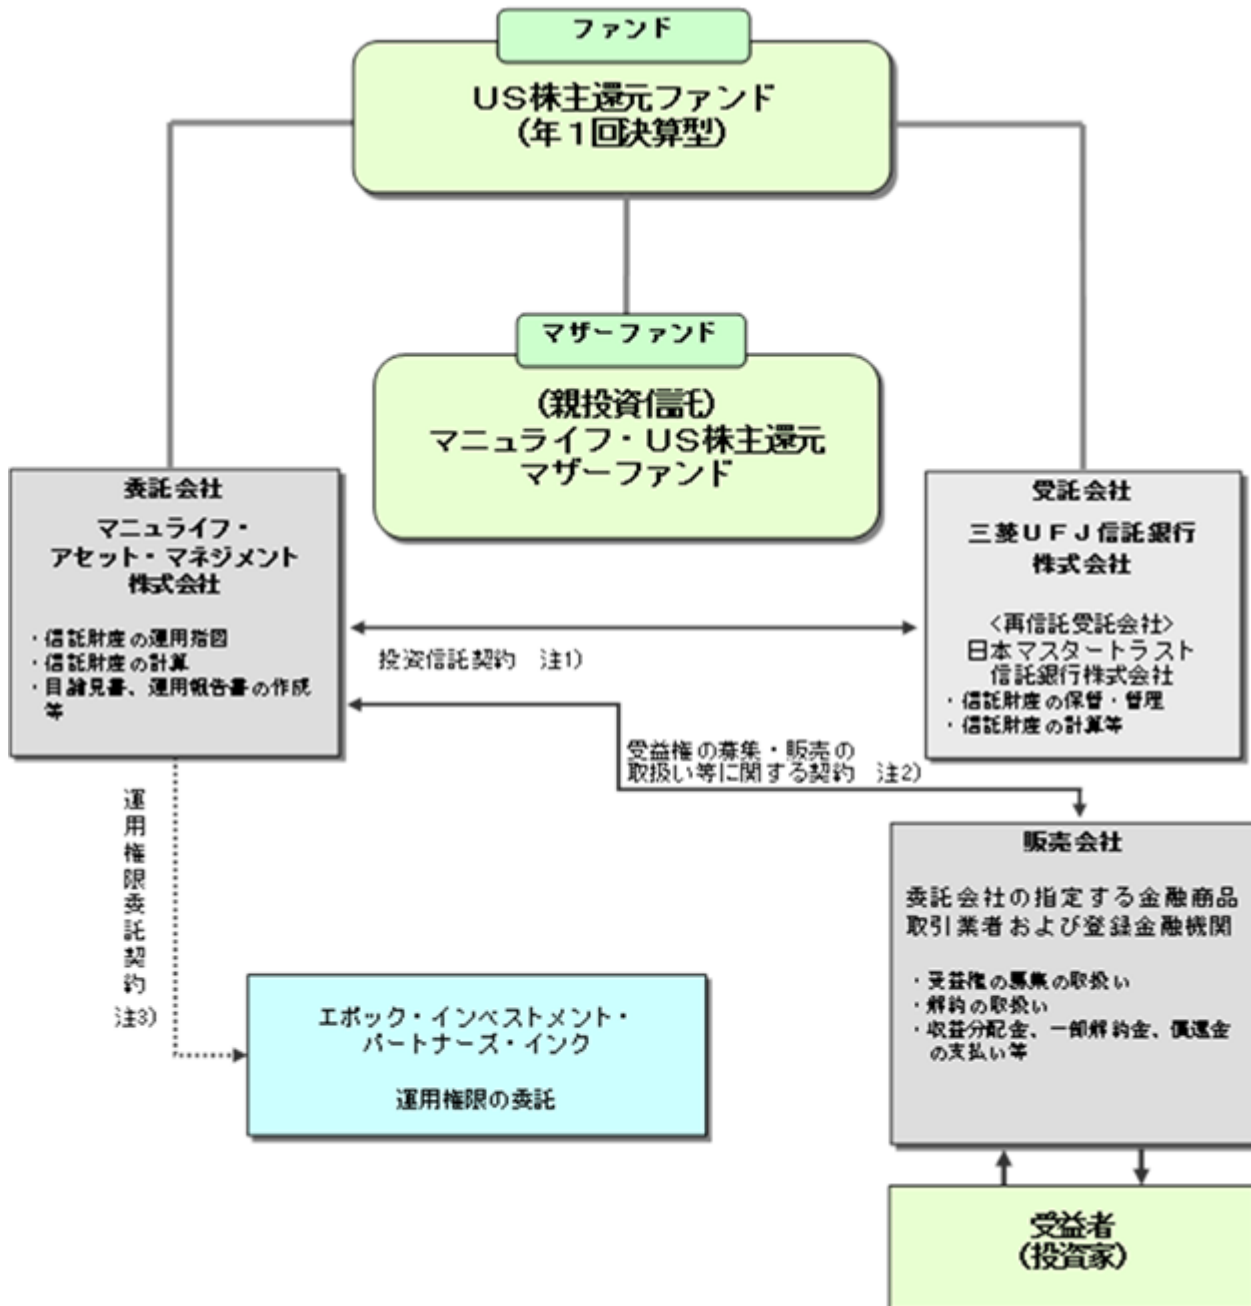 ファンド
US株主還元ファンド
(年1回決算型)
マザーファンド
(親投資信託)
マニュライフ・US株主還元
マザーファンド
委託会社
マニュライフ・
アセット・マネジメント
株式会社
・信託財産の運用指図
・信託財産の計算
・目論見書、運用報告書の作成
等
受託会社
三菱UFJ信託銀行
株式会社
<再信託受託会社>
日本マスタートラスト
信託銀行株式会社
・信託財産の保管・管理
・信託財産の計算等
投資信託契約 注1)
受益権の募集・販売の
取扱い等に関する契約 注2)
運用権限委託契約
注3)
エポック・インベストメント・
パートナーズ・インク
運用権限の委託
販売会社
委託会社の指定する金融商品
取引業者および登録金融機関
・受益権の募集の取扱い
・解約の取扱い
・収益分配金、一部解約金、償還金
の支払い等
受益者
(投資家)